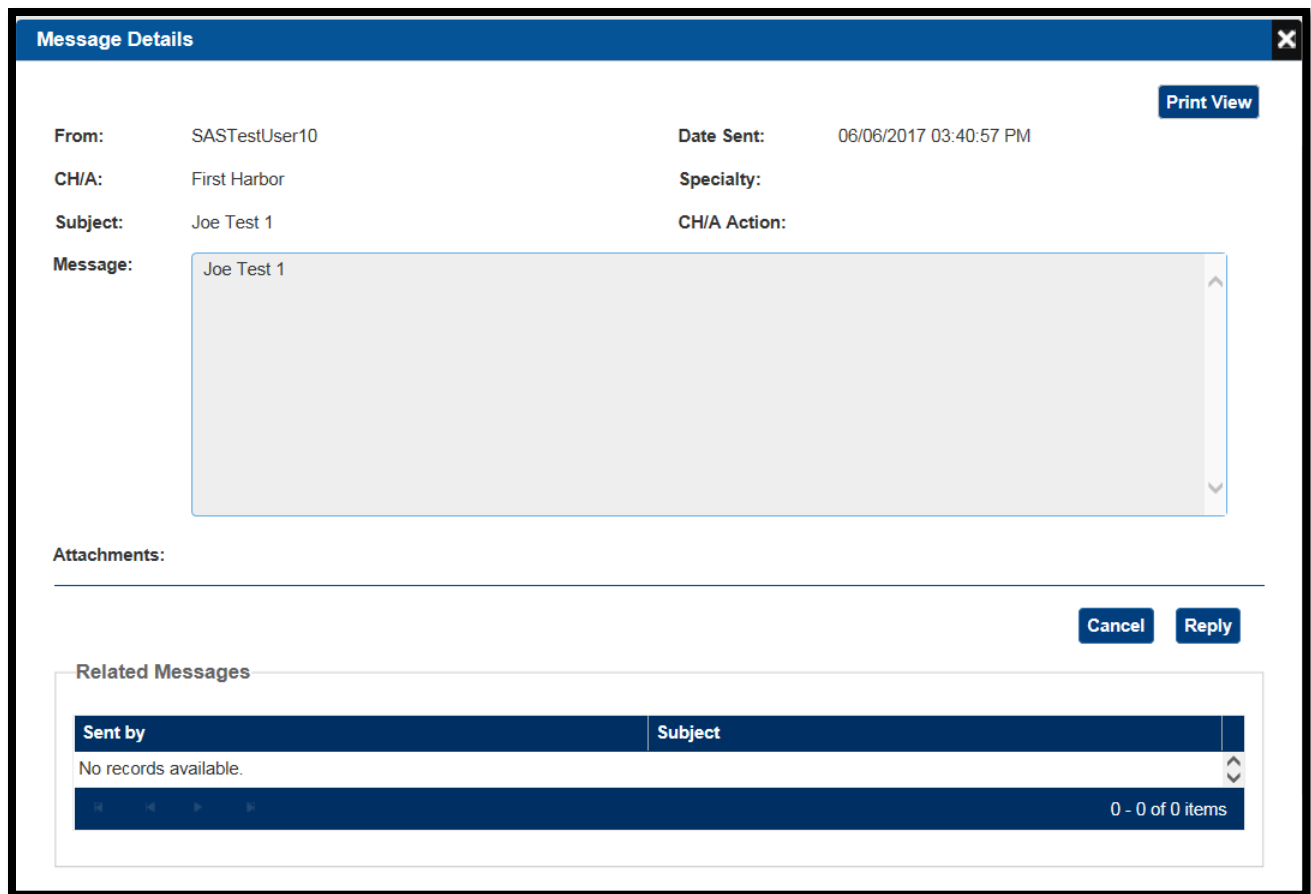 Message Details
Print View
From: SASTestUser10 Date Sent: 06/06/2017 03:40:57 PM
CH/A: First Harbor Specialty:
Subject: Joe Test 1 CH/A Action:
Message: Joe Test 1
Attachments:
Cancel Reply
Related Messages
Sent by Subject
No records available.
0 - 0 of 0 items